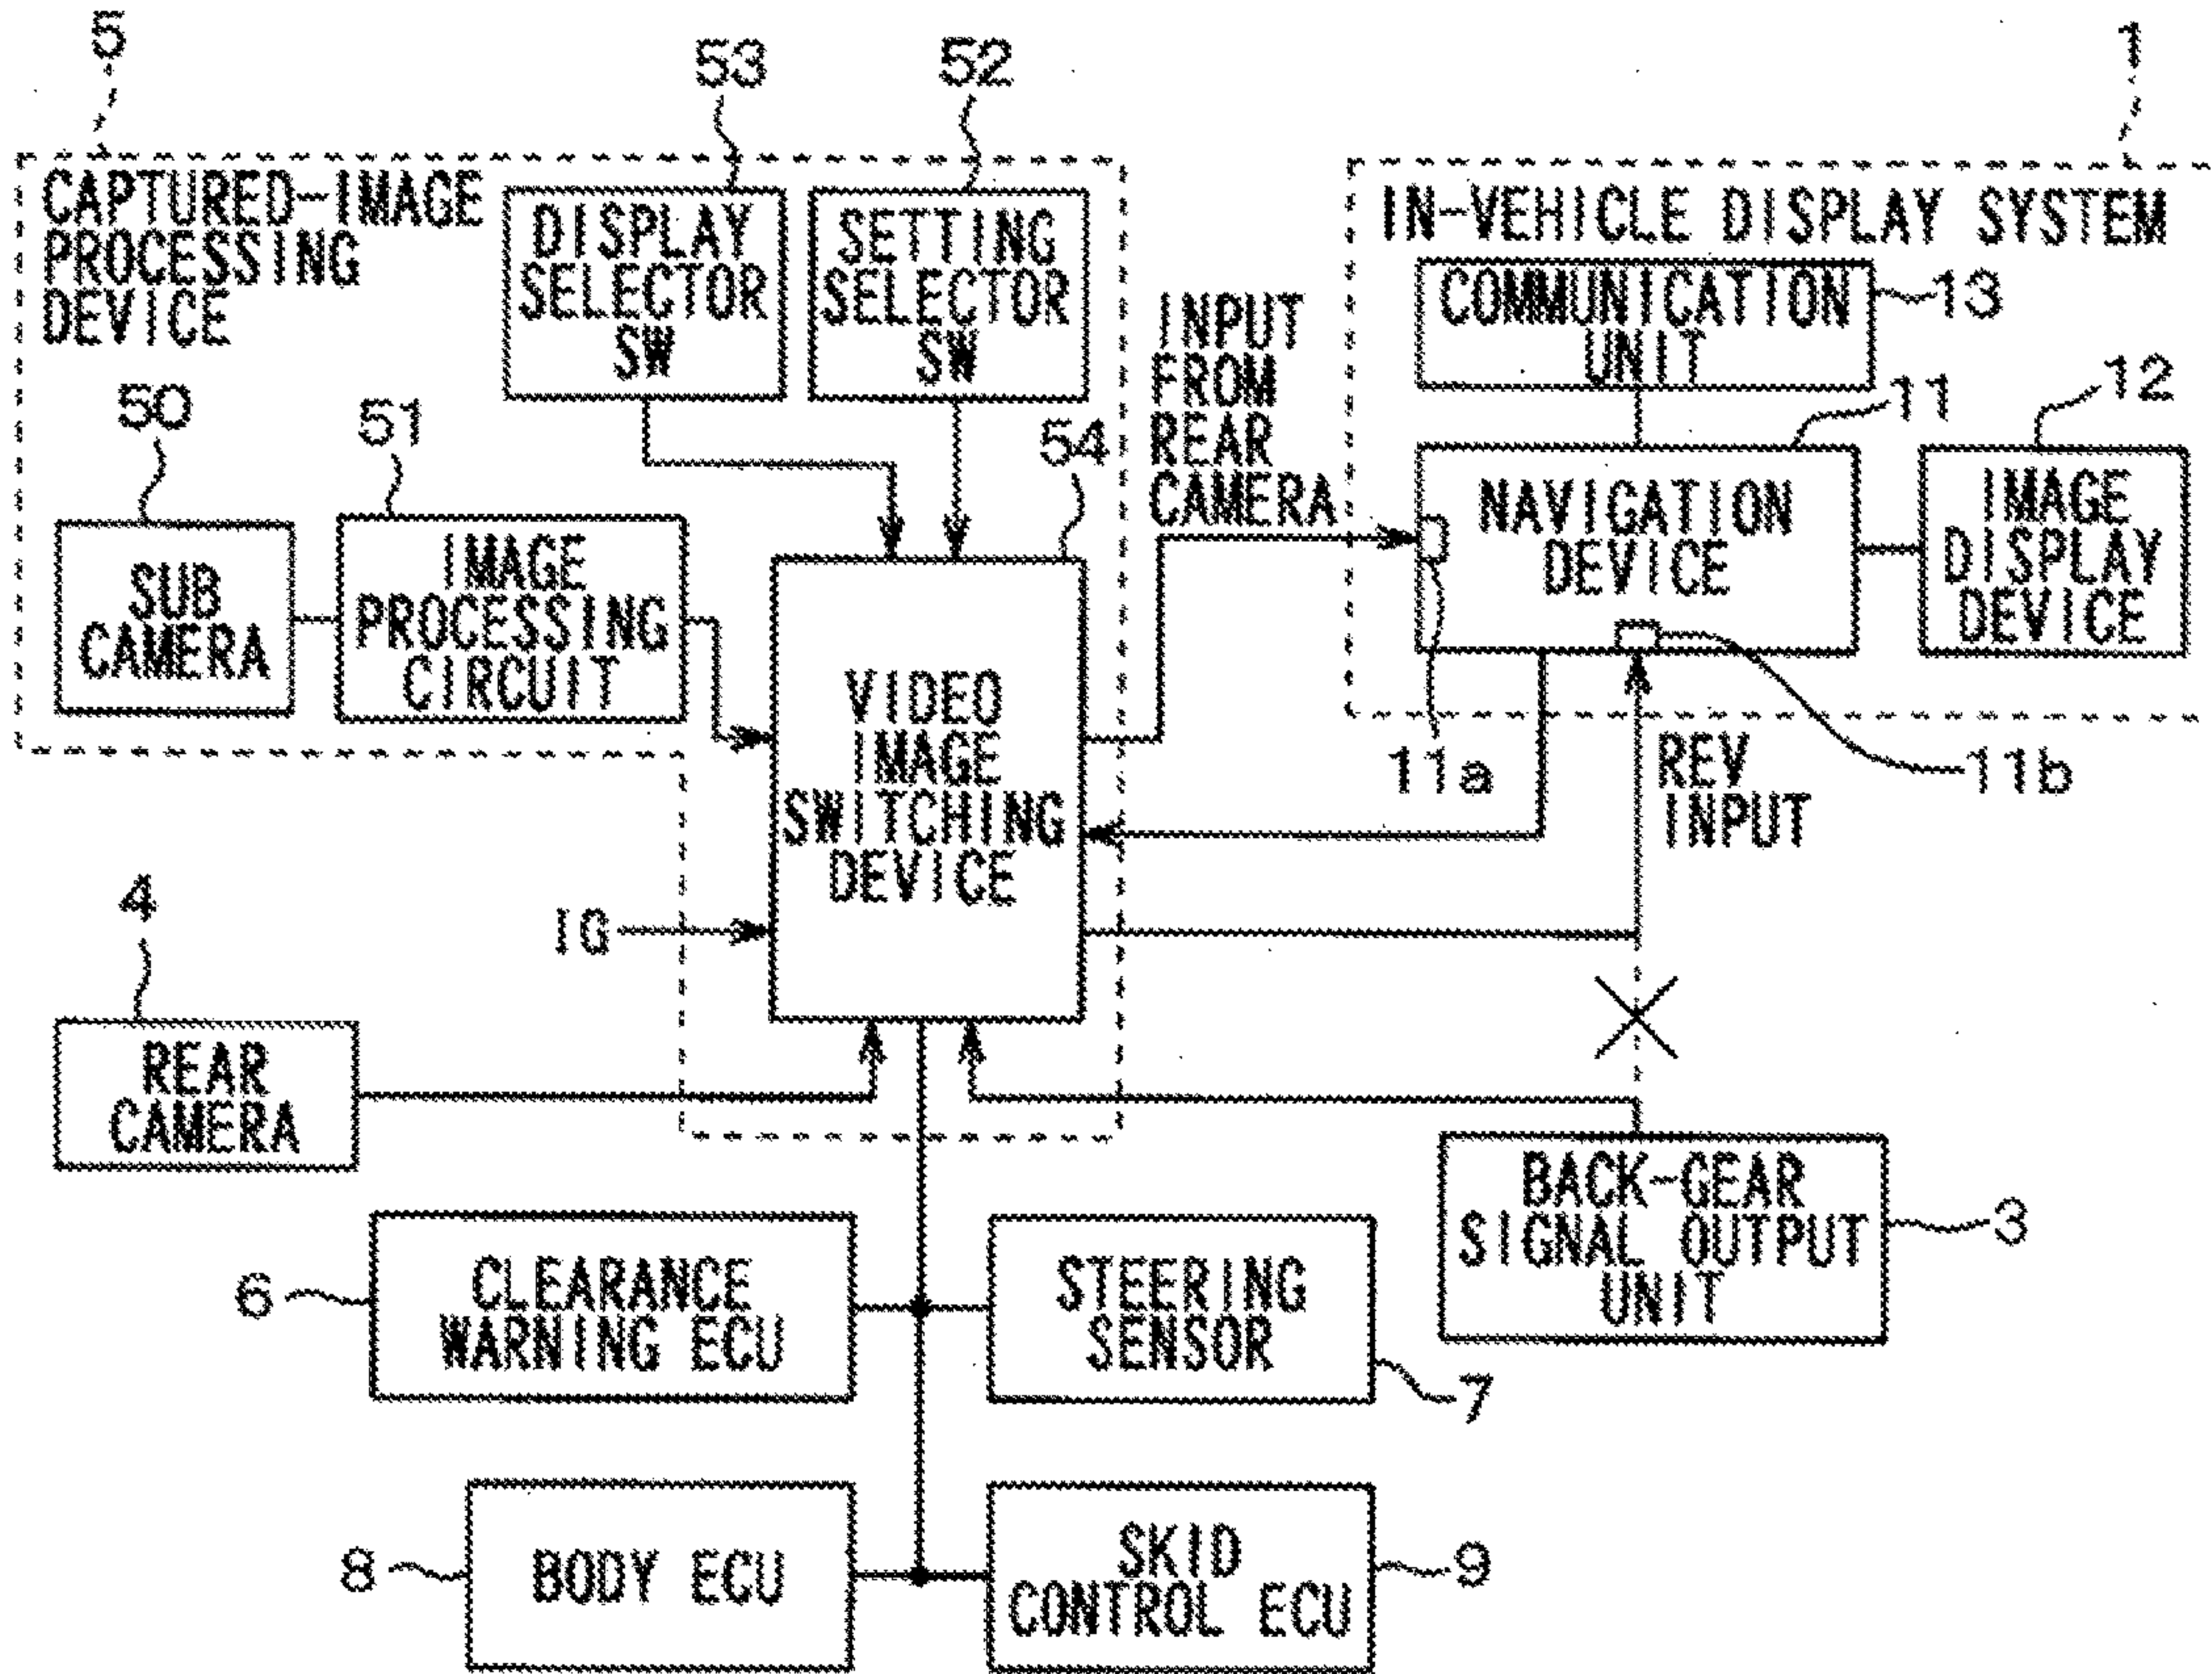 5
53
52
1
CAPTURED-IMAGE
PROCESSING
DEVICE
DISPLAY
SELECTOR
SW
SETTING
SELECTOR
SW
INPUT
FROM
REAR
CAMERA
IN-VEHICLE DISPLAY SYSTEM
COMMUNICATION
UNIT
13
50
51
54
11
12
SUB
CAMERA
IMAGE
PROCESSING
CIRCUIT
NAVIGATION
DEVICE
IMAGE
DISPLAY
DEVICE
VIDEO
IMAGE
SWITCHING
DEVICE
11a
REV
INPUT
11b
IG
4
REAR
CAMERA
BACK-GEAR
SIGNAL OUTPUT
UNIT
3
6
CLEARANCE
WARNING ECU
STEERING
SENSOR
7
8
BODY ECU
SKID
CONTROL ECU
9